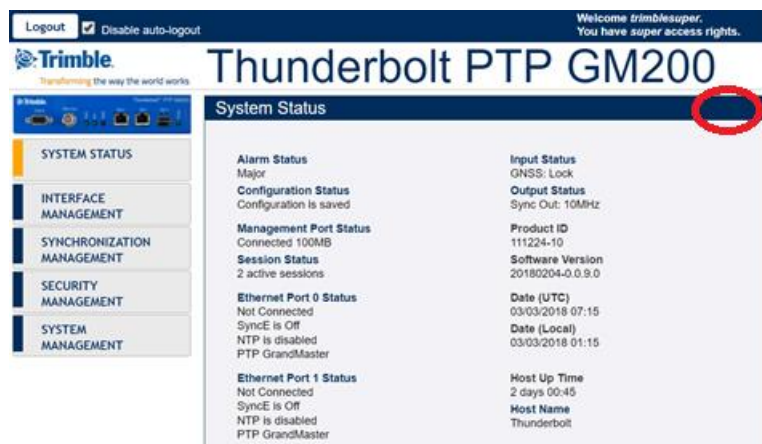 Logout Disable auto-logout
Welcome trimblesuper.
You have super access rights.
Trimble.
Transforming the way the world works
Thunderbolt PTP GM200
System Status
SYSTEM STATUS
INTERFACE
MANAGEMENT
SYNCHRONIZATION
MANAGEMENT
SECURITY
MANAGEMENT
SYSTEM
MANAGEMENT
Alarm Status
Major
Configuration Status
Configuration is saved
Management Port Status
Connected 100MB
Session Status
2 active sessions
Ethernet Port 0 Status
Not Connected
SyncE is Off
NTP is disabled
PTP GrandMaster
Ethernet Port 1 Status
Not Connected
SyncE is Off
NTP is disabled
PTP GrandMaster
Input Status
GNSS: Lock
Output Status
Sync Out: 10MHz
Product ID
111224-10
Software Version
20180204-0.0.9.0
Date (UTC)
03/03/2018 07:15
Date (Local)
03/03/2018 01:15
Host Up Time
2 days 00:45
Host Name
Thunderbolt